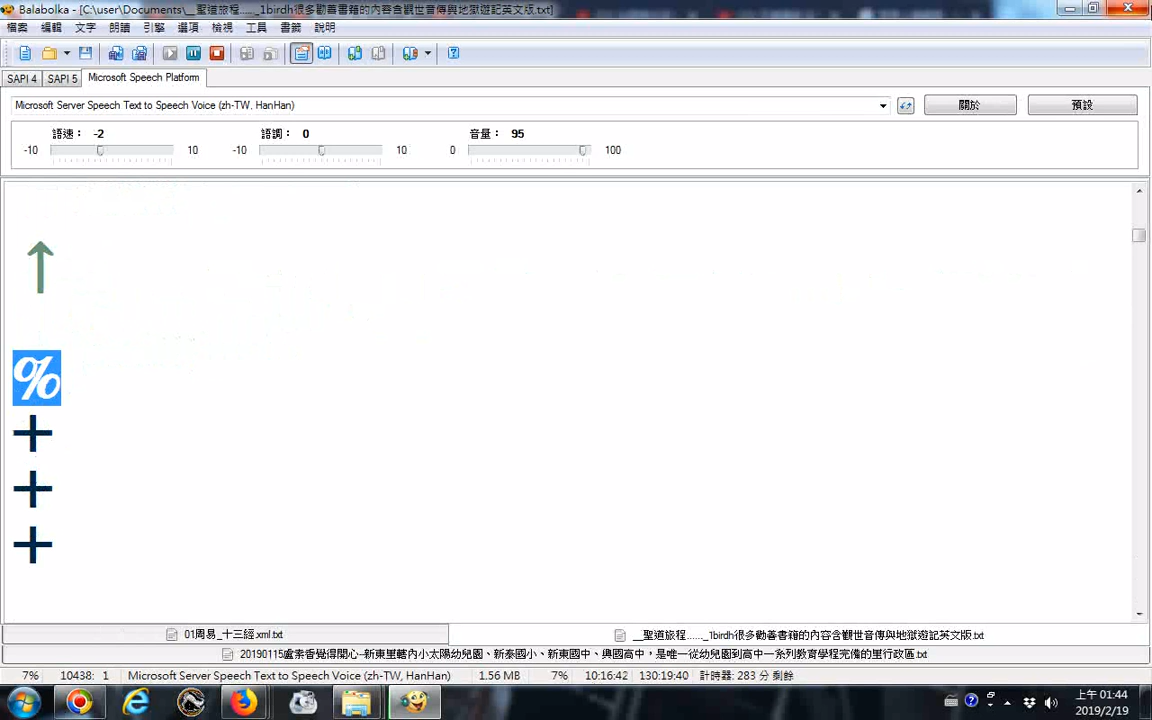 Balabolka - [C:\user\Documents\__聖道旅程......_1birdh很多勸善書籍的內容含觀世音傳與地獄遊記英文版.txt]
檔案 編輯 文字 朗讀 引擎 選項 檢視 工具 書籤 說明
SAPI 4 SAPI 5 Microsoft Speech Platform
Microsoft Server Speech Text to Speech Voice (zh-TW, HanHan) 關於 預設
語速： -2 語調： 0 音量： 95
-10 10 -10 10 0 100
↑
%
+
+
+
01周易_十三經.xml.txt __聖道旅程......_1birdh很多勸善書籍的內容含觀世音傳與地獄遊記英文版.txt
20190115盧素香覺得開心--新東里轄內小太陽幼兒園、新泰國小、新東國中、興國高中，是唯一從幼兒園到高中一系列教育學程完備的里行政區.txt
7% 10438: 1 Microsoft Server Speech Text to Speech Voice (zh-TW, HanHan) 1.56 MB 7% 10:16:42 130:19:40 計時器: 283 分 剩餘
上午 01:44
2019/2/19